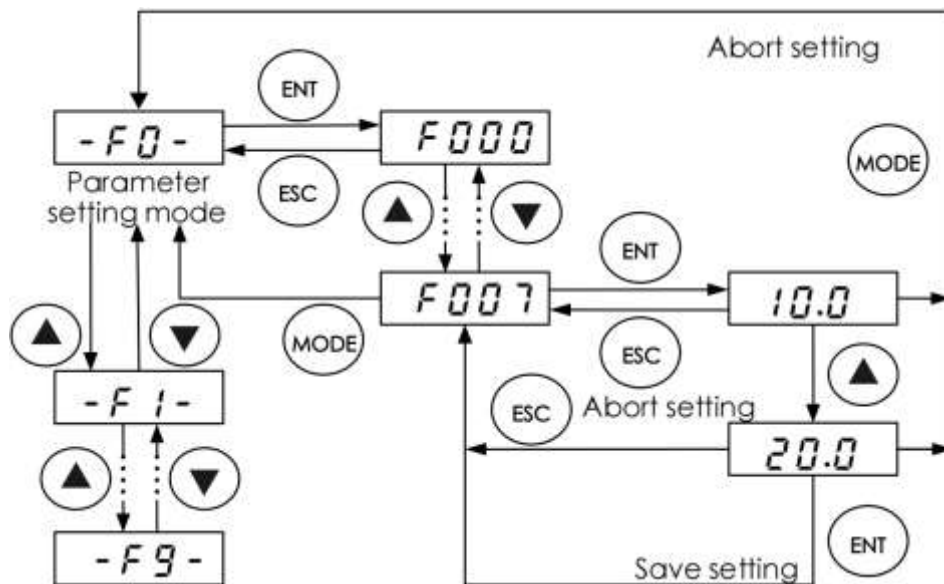 Abort setting
ENT
-F0-
F000
MODE
ESC
Parameter
setting mode
▲ ▼
ENT
F007
10.0
▲ ▼
MODE
ESC
▲
-F1-
ESC
Abort setting
20.0
▲ ▼
ENT
-F9-
Save setting